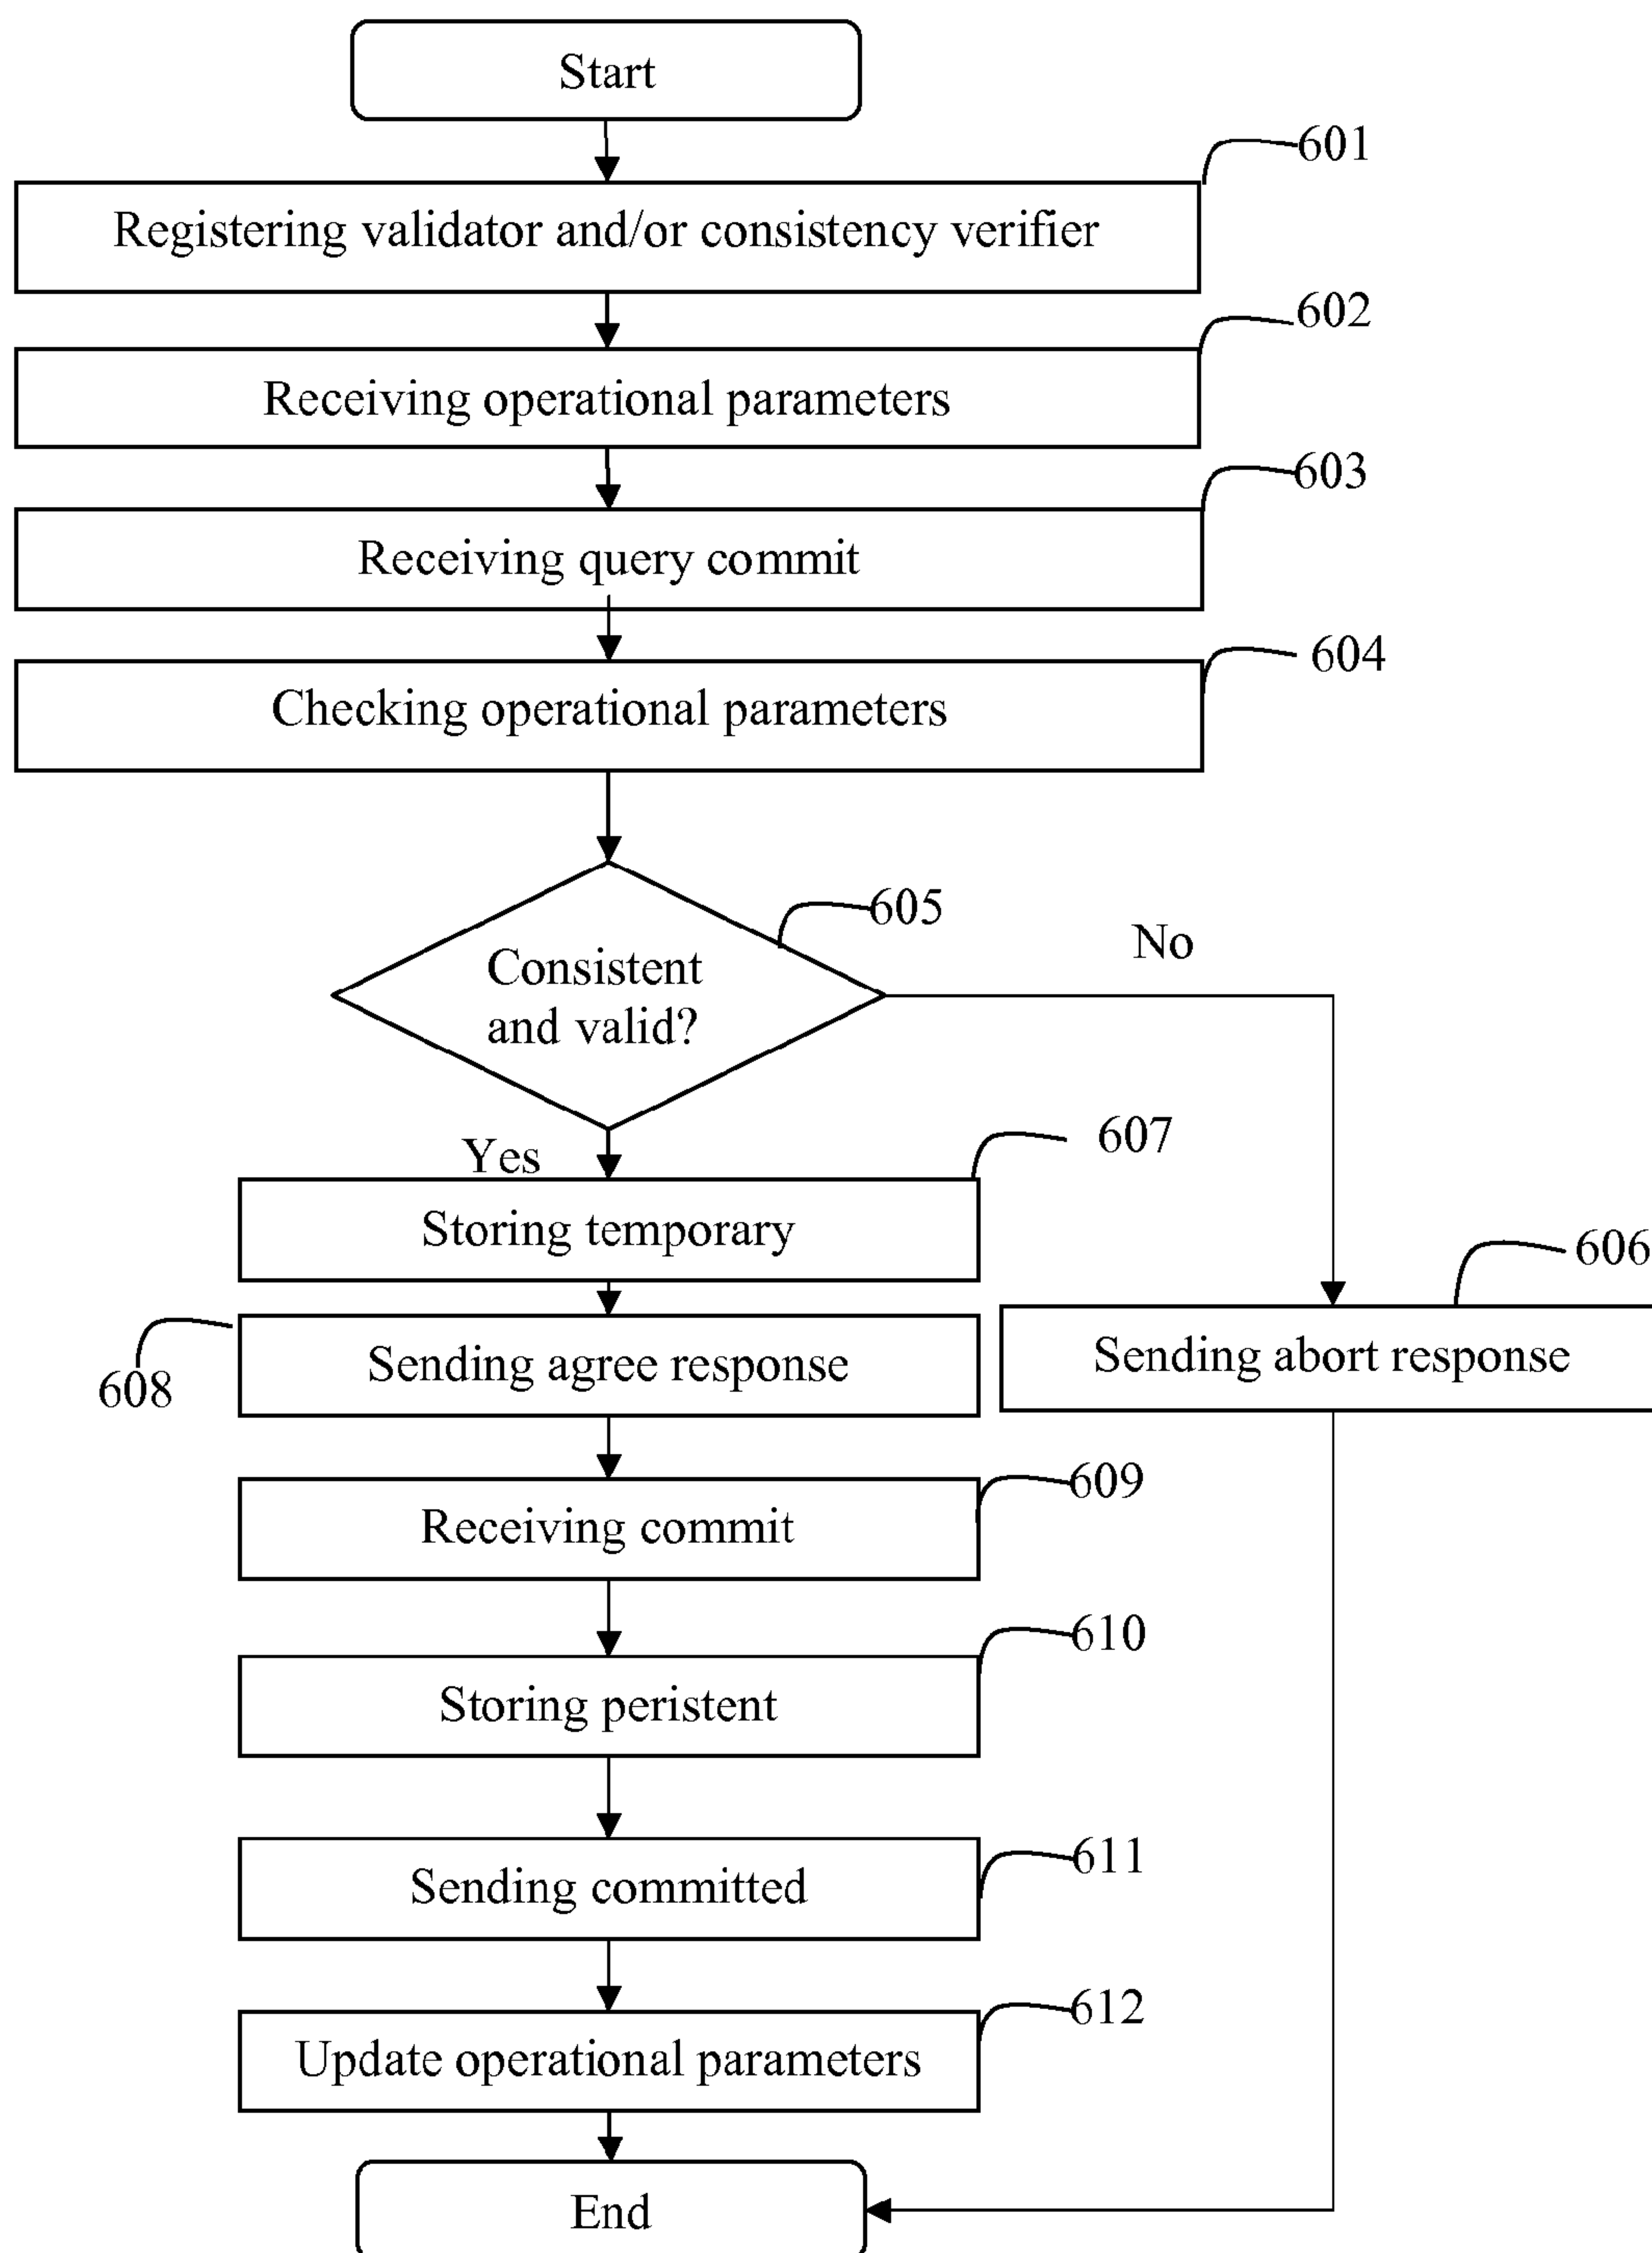 Start
601
Registering validator and/or consistency verifier
602
Receiving operational parameters
603
Receiving query commit
604
Checking operational parameters
605
No
Consistent
and valid?
Yes
607
Storing temporary
606
608
Sending agree response
Sending abort response
609
Receiving commit
610
Storing peristent
611
Sending committed
612
Update operational parameters
End